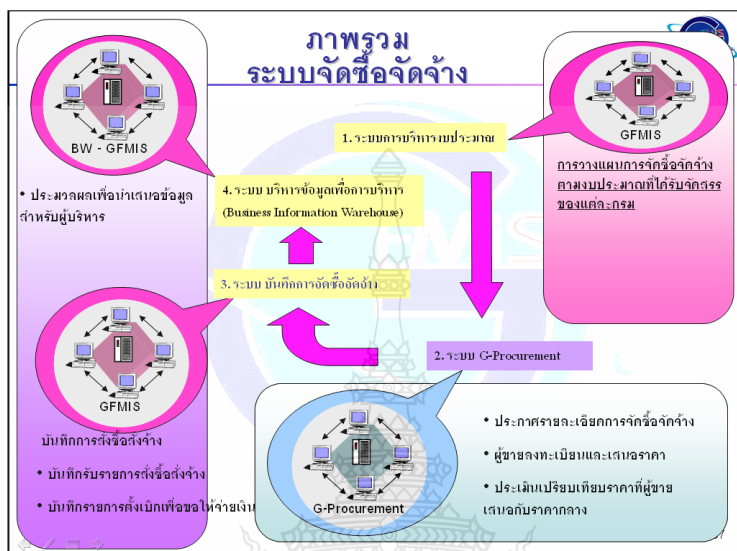 ภาพรวม
ระบบจัดซื้อจัดจ้าง
GFMIS
1. ระบบการบริหารงบประมาณ
การวางแผนการจัดซื้อจัดจ้าง
ตามงบประมาณที่ได้รับจัดสรร
ของแต่ละกรม
BW - GFMIS
• ประมวลผลเพื่อนำเสนอข้อมูล
สำหรับผู้บริหาร
4. ระบบ บริหารข้อมูลเพื่อการบริหาร
(Business Information Warehouse)
3. ระบบ บันทึกการจัดซื้อจัดจ้าง
2. ระบบ G-Procurement
GFMIS
บันทึกการสั่งซื้อสั่งจ้าง
• บันทึกรับรายการสั่งซื้อสั่งจ้าง
• บันทึกรายการตั้งเบิกเพื่อขอให้จ่ายเงิน
G-Procurement
• ประกาศรายละเอียดการจัดซื้อจัดจ้าง
• ผู้ขายลงทะเบียนและเสนอราคา
• ประเมินเปรียบเทียบราคาที่ผู้ขาย
เสนอกับราคากลาง